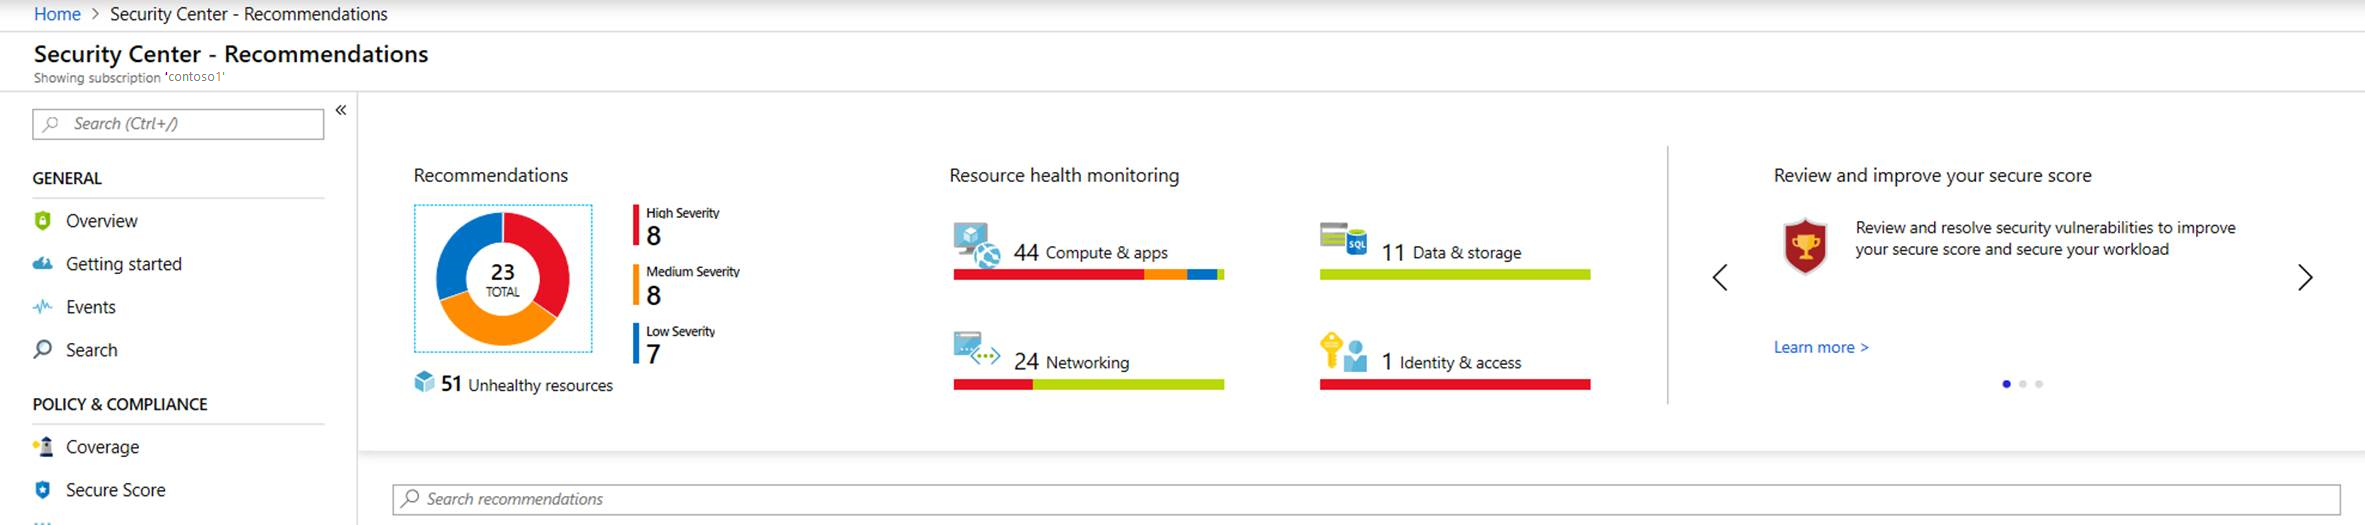 Home > Security Center - Recommendations
Security Center - Recommendations
Showing subscription 'contoso1'
Search (Ctrl+/)
«
GENERAL
Overview
Getting started
Events
Search
POLICY & COMPLIANCE
Coverage
Secure Score
Recommendations
23
TOTAL
High Severity
8
Medium Severity
8
Low Severity
7
51 Unhealthy resources
Resource health monitoring
44 Compute & apps
SQL
11 Data & storage
24 Networking
1 Identity & access
Review and improve your secure score
Review and resolve security vulnerabilities to improve
your secure score and secure your workload
Learn more >
Search recommendations